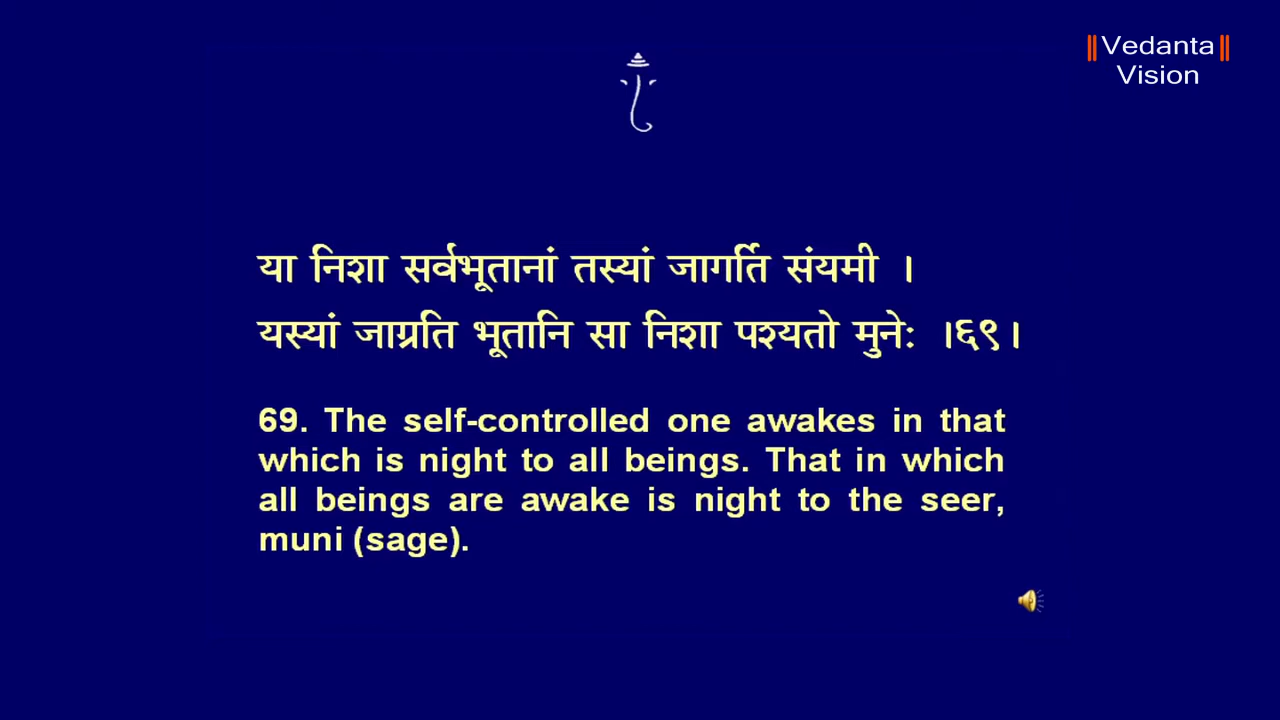 ||Vedanta||
Vision
या निशा सर्वभूतानां तस्यां जागर्ति संयमी ।
यस्यां जाग्रति भूतानि सा निशा पश्यतो मुनेः ।६९।
69. The self-controlled one awakes in that
which is night to all beings. That in which
all beings are awake is night to the seer,
muni (sage).